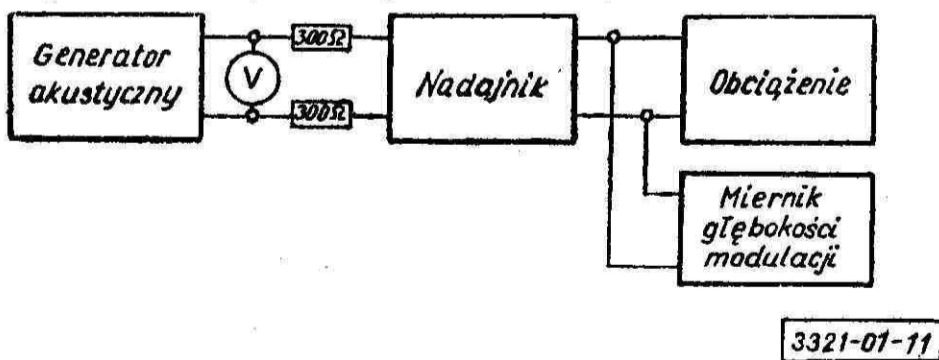 Generator
akustyczny
V
300Ω
300Ω
Nadajnik
Obciążenie
Miernik
głębokości
modulacji
3321-01-11